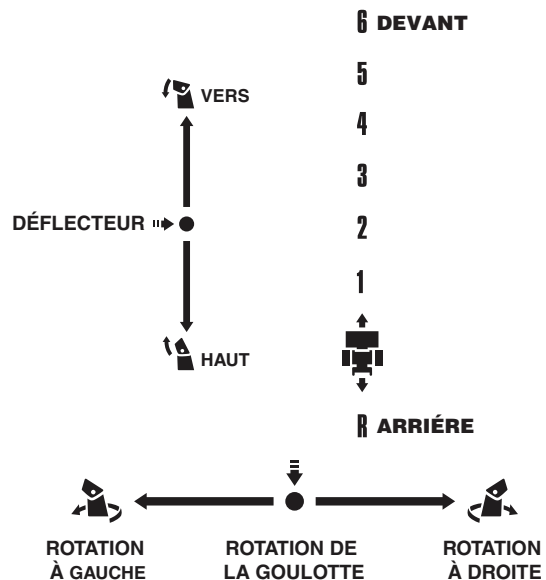 6 DEVANT
5
VERS
4
3
DÉFLECTEUR
2
1
HAUT
R ARRIÉRE
ROTATION
À GAUCHE
ROTATION DE
LA GOULOTTE
ROTATION
À DROITE